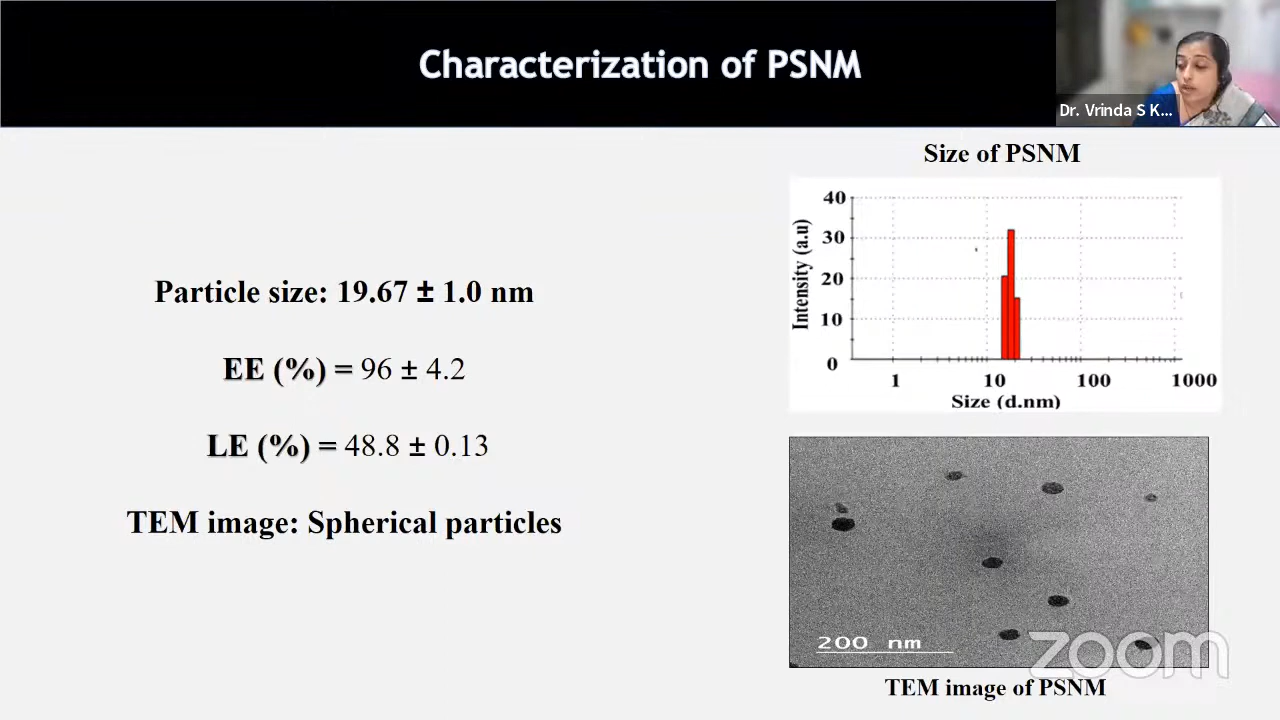 Characterization of PSNM
Dr. Vrinda S K...
Particle size: 19.67 ± 1.0 nm
EE (%) = 96 ± 4.2
LE (%) = 48.8 ± 0.13
TEM image: Spherical particles
Size of PSNM
Intensity (a.u)
40
30
20
10
0
1 10 100 1000
Size (d.nm)
200 nm
zoom
TEM image of PSNM